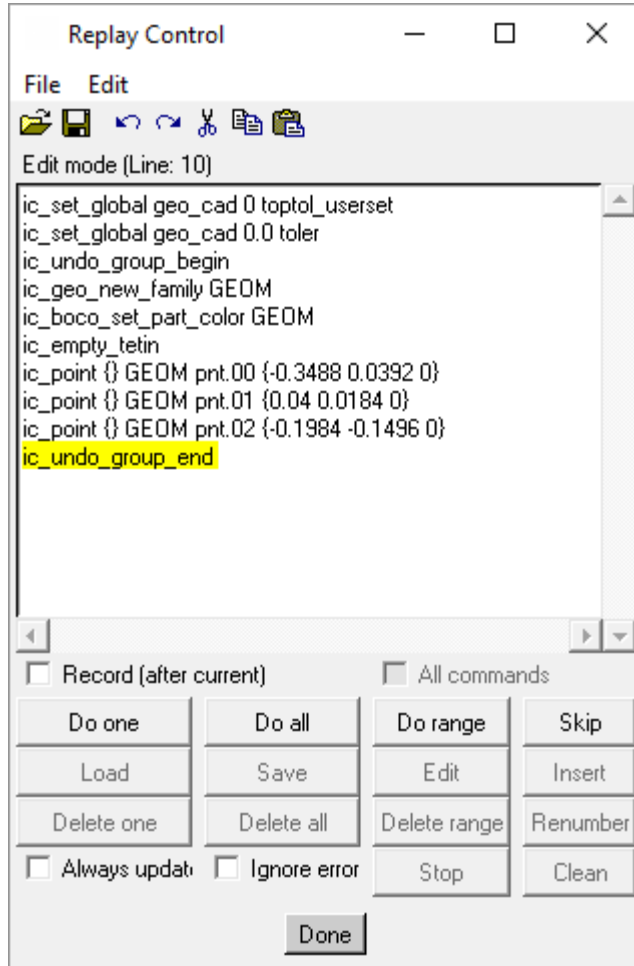 Replay Control
File Edit
Edit mode (Line: 10)
ic_set_global geo_cad 0 toptol_userset
ic_set_global geo_cad 0.0 toler
ic_undo_group_begin
ic_geo_new_family GEOM
ic_boco_set_part_color GEOM
ic_empty_tetin
ic_point {} GEOM pnt.00 {-0.3488 0.0392 0}
ic_point {} GEOM pnt.01 {0.04 0.0184 0}
ic_point {} GEOM pnt.02 {-0.1984 -0.1496 0}
ic_undo_group_end
Record (after current) All commands
Do one Do all Do range Skip
Load Save Edit Insert
Delete one Delete all Delete range Renumber
Always updat Ignore error Stop Clean
Done